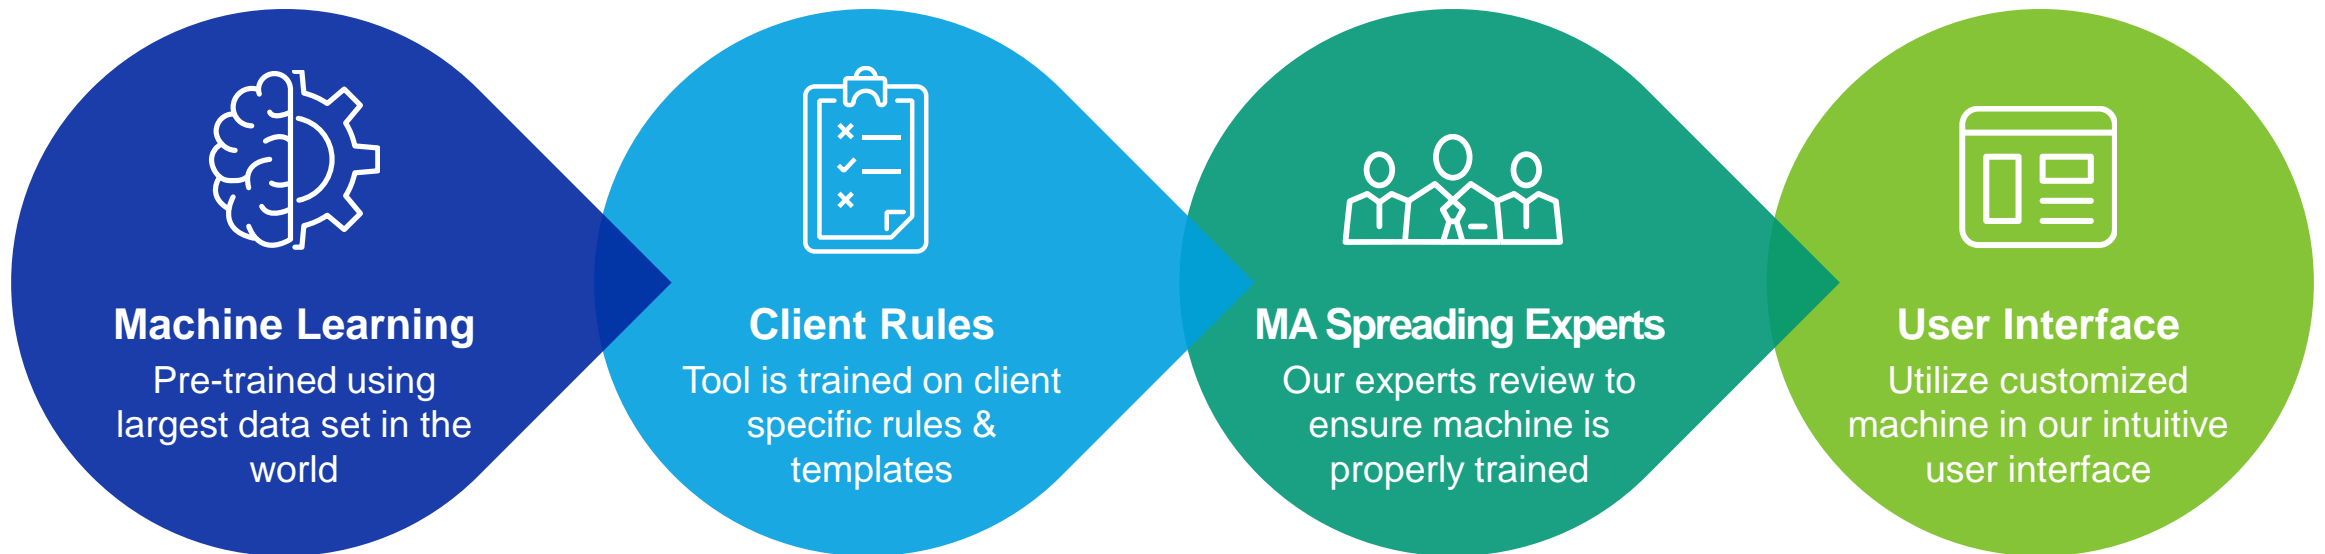 Machine Learning
Pre-trained using
largest data set in the
world
Client Rules
Tool is trained on client
specific rules &
templates
MA Spreading Experts
Our experts review to
ensure machine is
properly trained
User Interface
Utilize customized
machine in our intuitive
user interface